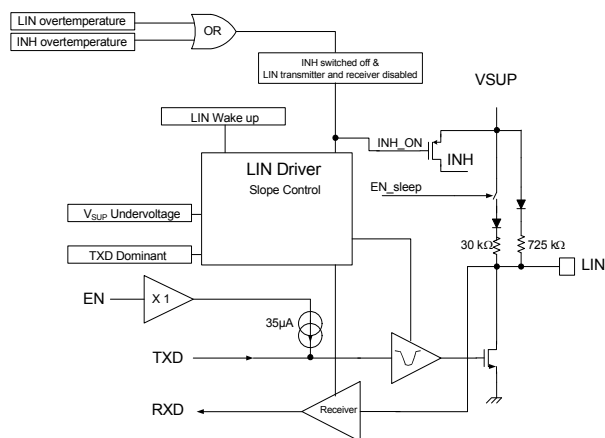 LIN overtemperature
INH overtemperature
OR
INH switched off &
LIN transmitter and receiver disabled
VSUP
LIN Wake up
INH_ON
INH
LIN Driver
Slope Control
EN_sleep
VSUP Undervoltage
TXD Dominant
30 kΩ
725 kΩ
LIN
EN
X 1
35µA
TXD
RXD
Receiver